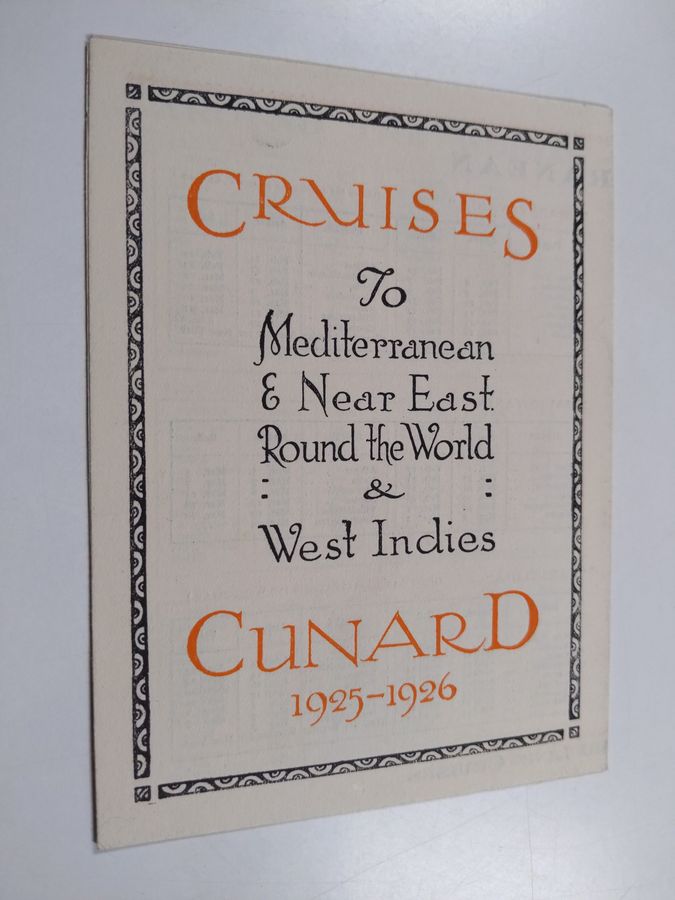 CRUISES
To
Mediterranean
& Near East.
Round the World
: & :
West Indies
CUNARD
1925-1926